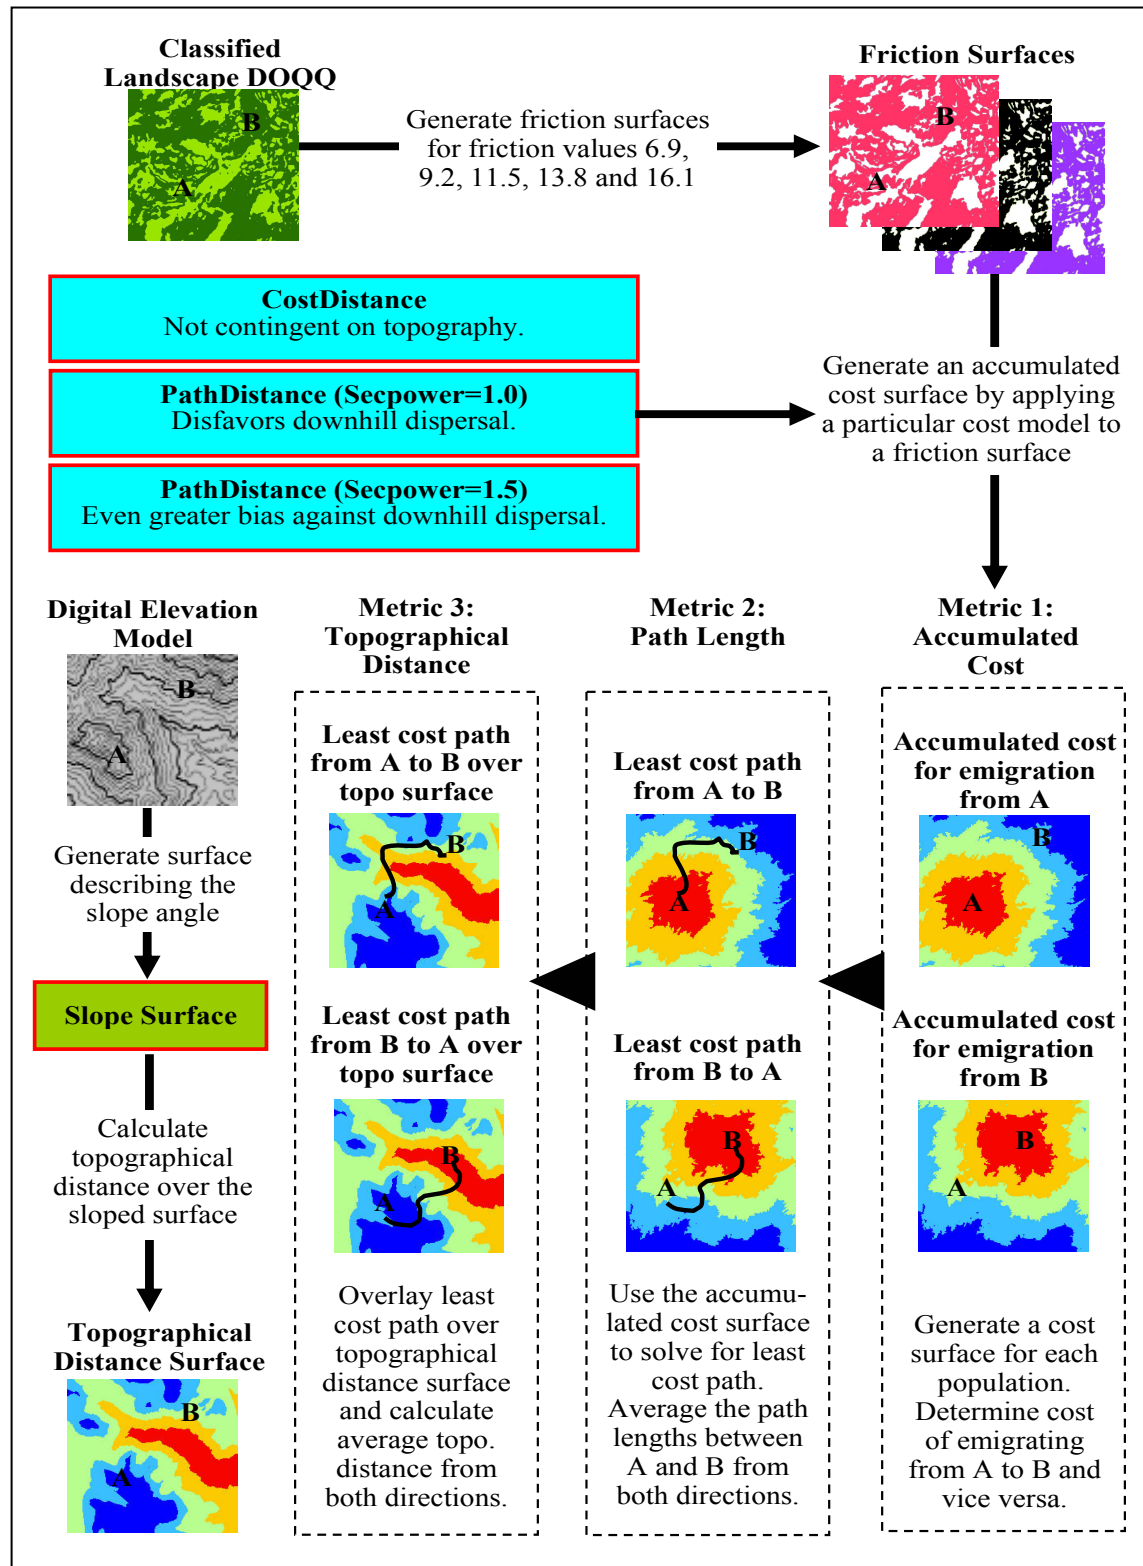 Classified
Landscape DOQQ
B
A
Generate friction surfaces
for friction values 6.9,
9.2, 11.5, 13.8 and 16.1
Friction Surfaces
B
A
CostDistance
Not contingent on topography.
PathDistance (Secpower=1.0)
Disfavors downhill dispersal.
PathDistance (Secpower=1.5)
Even greater bias against downhill dispersal.
Generate an accumulated
cost surface by applying
a particular cost model to
a friction surface
Digital Elevation
Model
B
A
Generate surface
describing the
slope angle
Slope Surface
Calculate
topographical
distance over the
sloped surface
Topographical
Distance Surface
B
A
Metric 3:
Topographical
Distance
Least cost path
from A to B over
topo surface
B
A
Least cost path
from B to A over
topo surface
B
A
Overlay least
cost path over
topographical
distance surface
and calculate
average topo.
distance from
both directions.
Metric 2:
Path Length
Least cost path
from A to B
B
A
Least cost path
from B to A
B
A
Use the accumu-
lated cost surface
to solve for least
cost path.
Average the path
lengths between
A and B from
both directions.
Metric 1:
Accumulated
Cost
Accumulated cost
for emigration
from A
B
A
Accumulated cost
for emigration
from B
B
A
Generate a cost
surface for each
population.
Determine cost
of emigrating
from A to B and
vice versa.